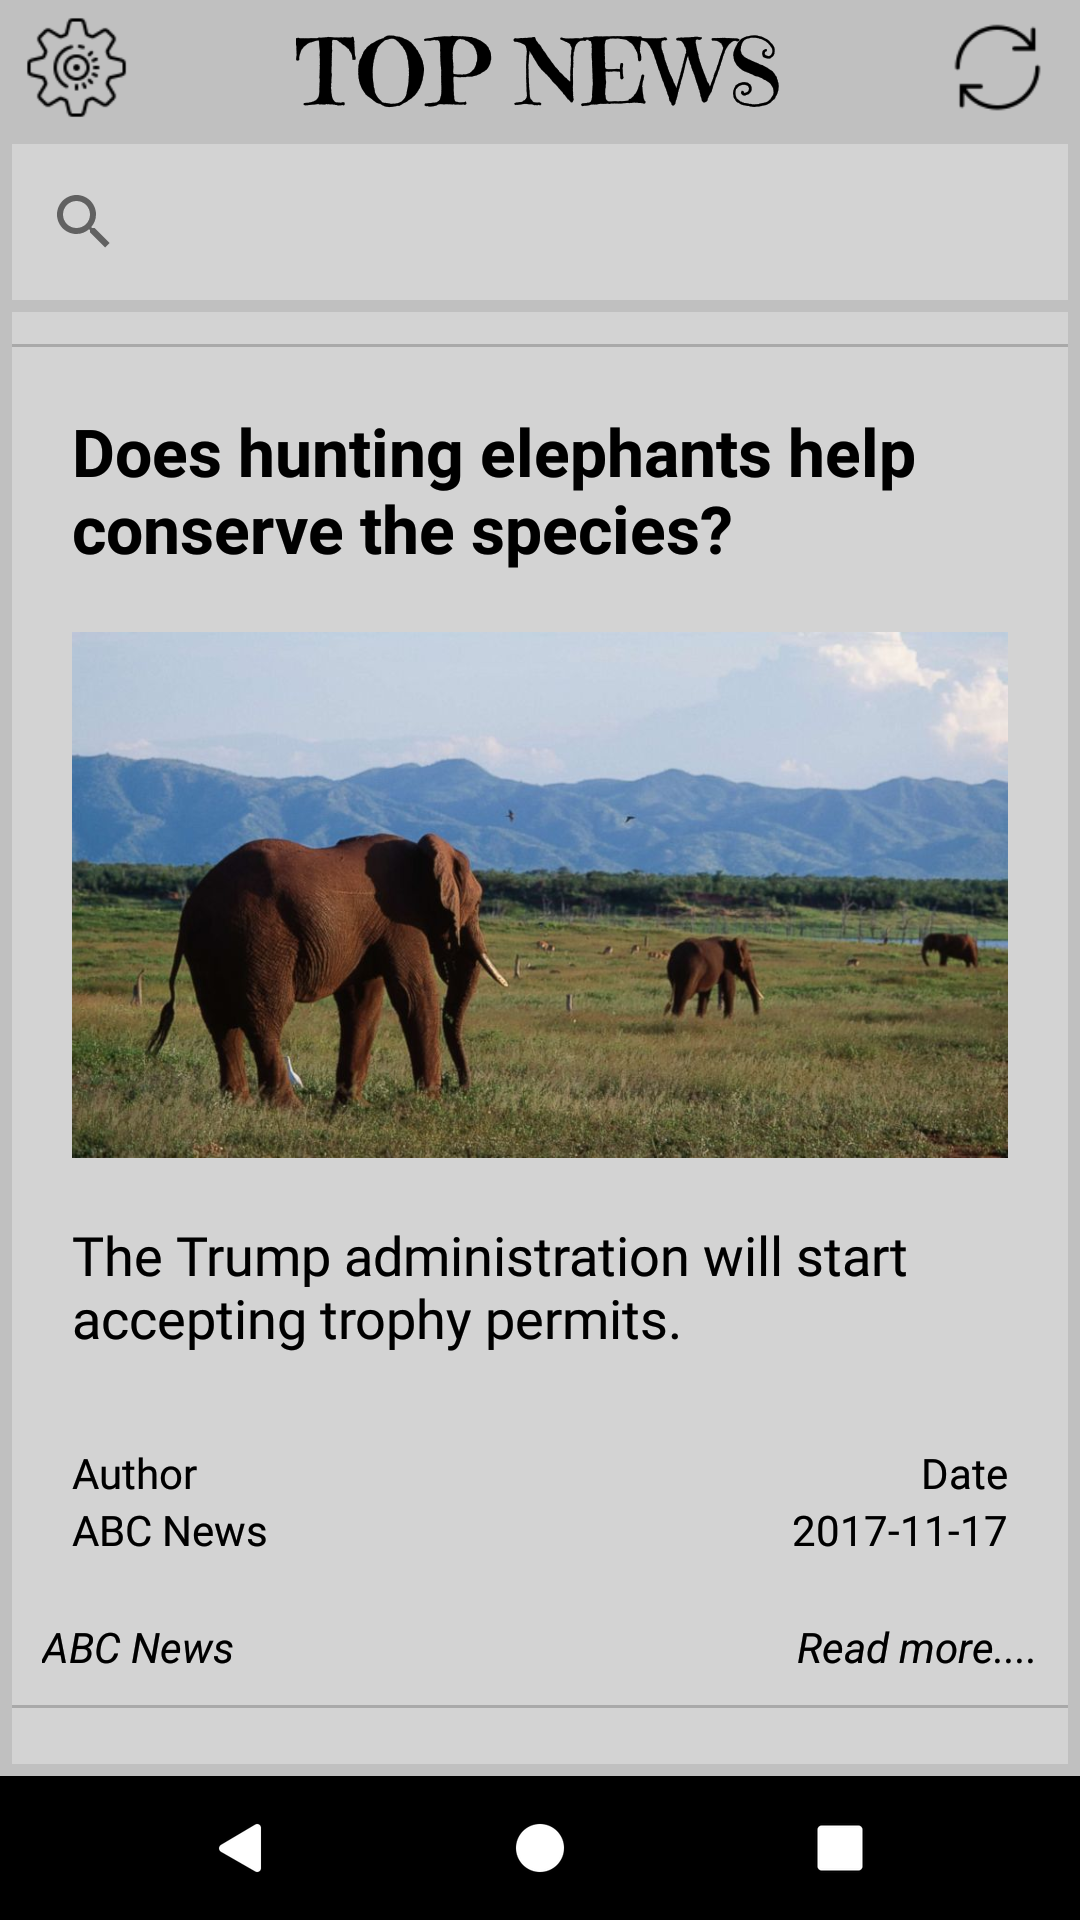 TOP NEWS
Does hunting elephants help
conserve the species?
The Trump administration will start
accepting trophy permits.
Author
Date
ABC News
2017-11-17
ABC News
Read more....